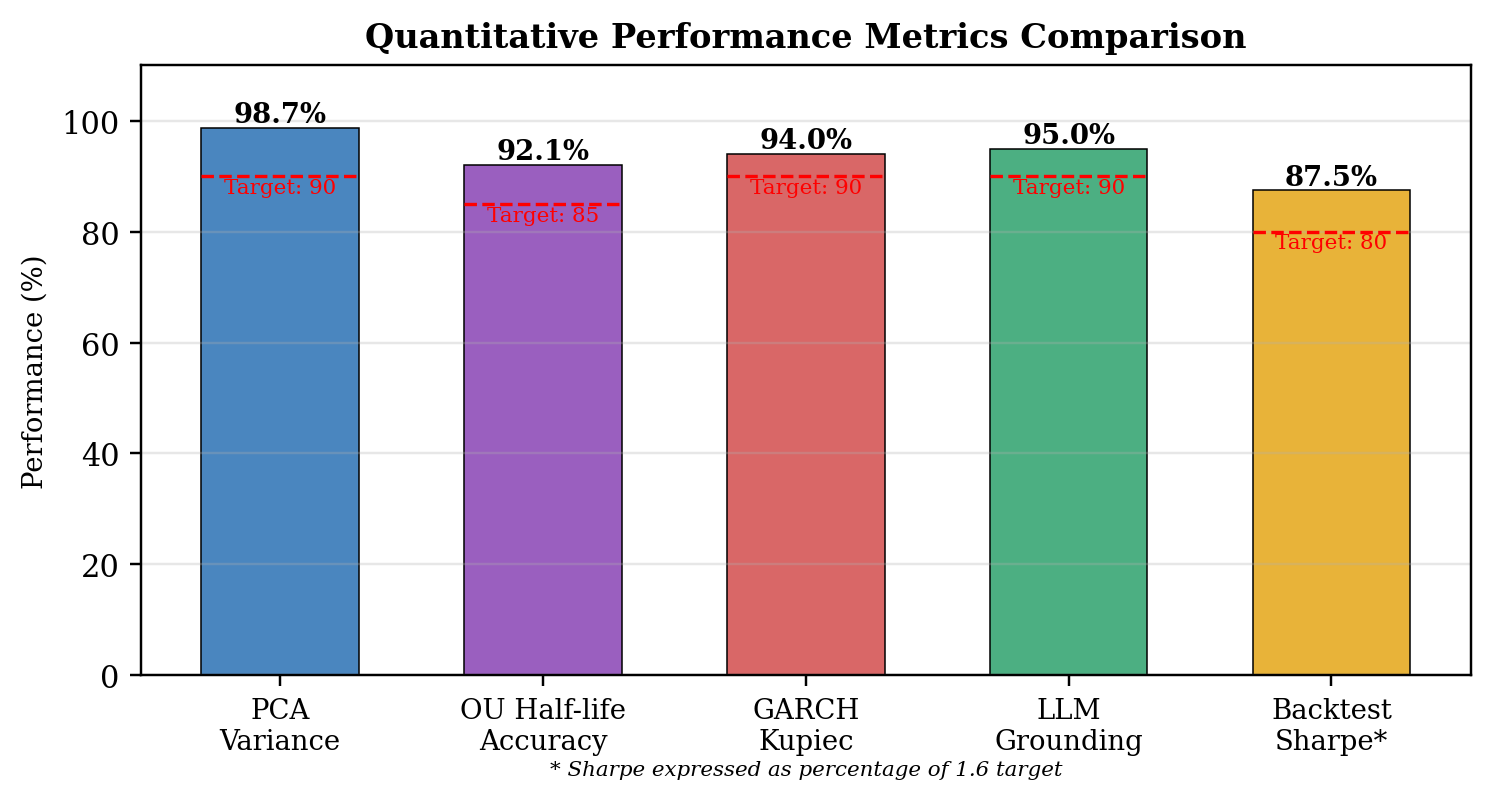 Quantitative Performance Metrics Comparison
Performance (%)
100
80
60
40
20
0
98.7%
92.1%
94.0%
95.0%
87.5%
Target: 90
Target: 85
Target: 90
Target: 90
Target: 80
PCA
Variance
OU Half-life
Accuracy
GARCH
Kupiec
LLM
Grounding
Backtest
Sharpe*
* Sharpe expressed as percentage of 1.6 target